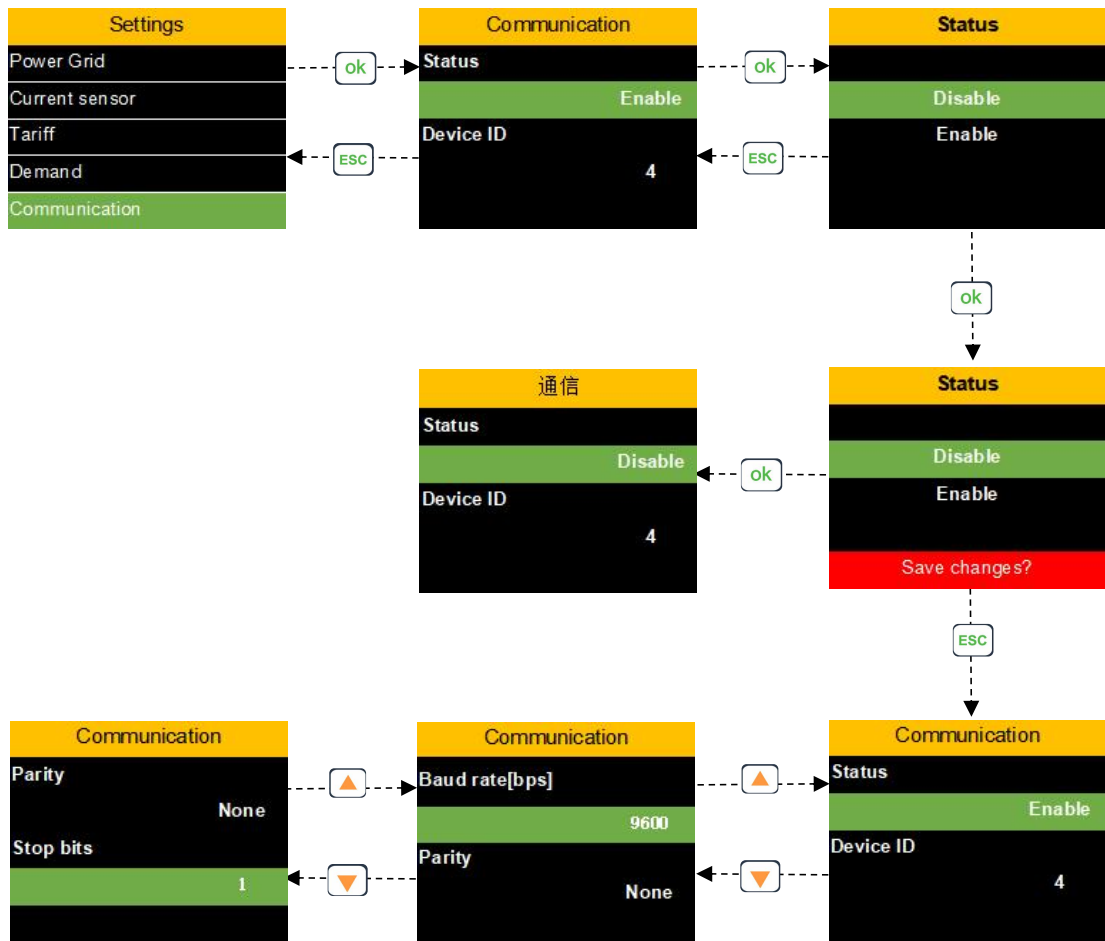 Settings
Power Grid
Current sensor
Tariff
Demand
Communication
ok
ESC
Communication
Status
Enable
Device ID
4
ok
ESC
Status
Disable
Enable
ok
通信
Status
Disable
Device ID
4
ok
Status
Disable
Enable
Save changes?
ESC
Communication
Parity
None
Stop bits
1
Communication
Baud rate[bps]
9600
Parity
None
Communication
Status
Enable
Device ID
4